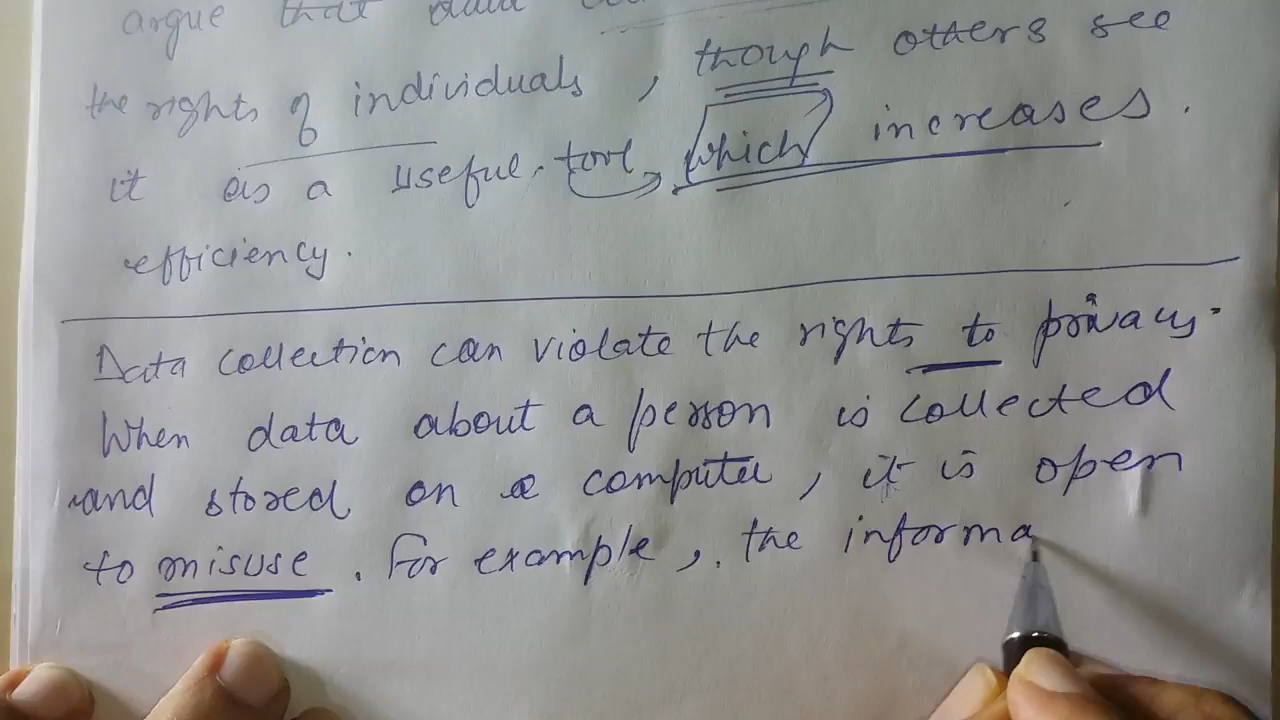 argue that data
the rights of individuals, though others see
it as a useful tool, which increases.
efficiency.
Data collection can violate the rights to privacy.
When data about a person is collected
and stored on a computer, it is open
to misuse. For example, the informa